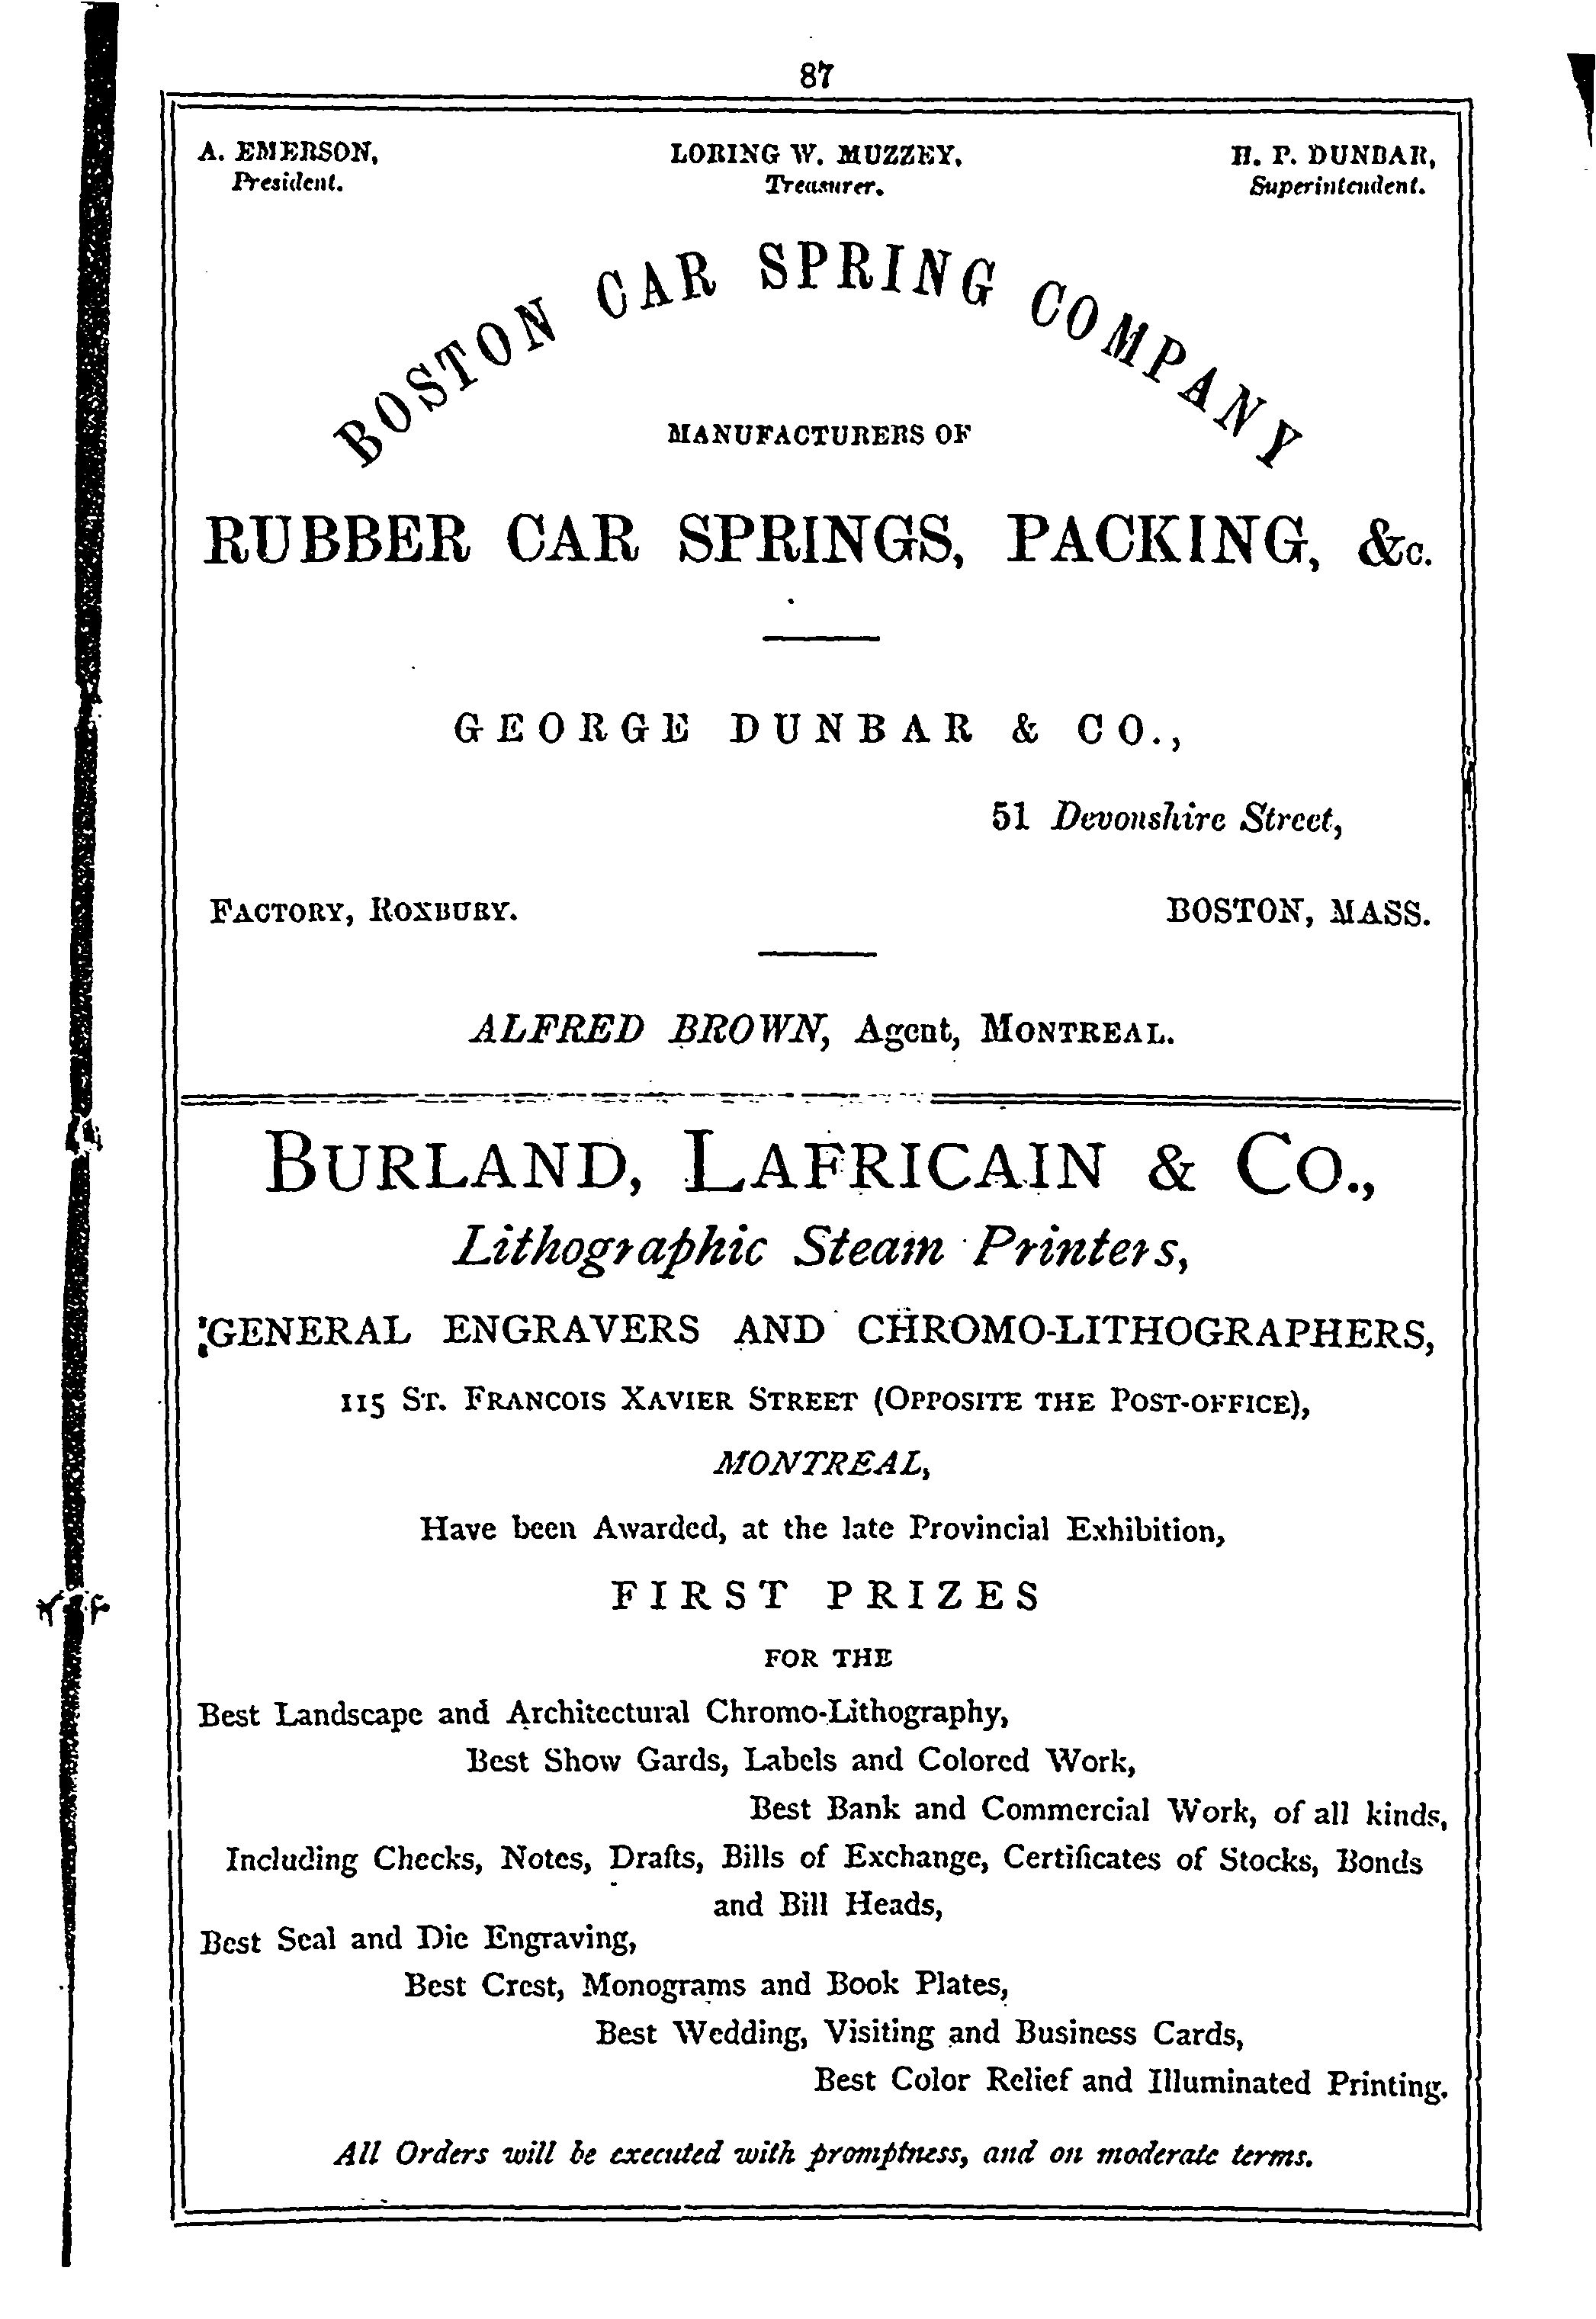 87
A. EMERSON, LORING W. MUZZEY, H. P. DUNBAR,
President. Treasurer. Superintendent.
BOSTON CAR SPRING COMPANY
MANUFACTURERS OF
RUBBER CAR SPRINGS, PACKING, &c.
GEORGE DUNBAR & CO.,
51 Devonshire Street,
FACTORY, ROXBURY. BOSTON, MASS.
ALFRED BROWN, Agent, MONTREAL.
BURLAND, LAFRICAIN & CO.,
Lithographic Steam Printers,
GENERAL ENGRAVERS AND CHROMO-LITHOGRAPHERS,
115 ST. FRANCOIS XAVIER STREET (OPPOSITE THE POST-OFFICE),
MONTREAL,
Have been Awarded, at the late Provincial Exhibition,
FIRST PRIZES
FOR THE
Best Landscape and Architectural Chromo-Lithography,
Best Show Gards, Labels and Colored Work,
Best Bank and Commercial Work, of all kinds,
Including Checks, Notes, Drafts, Bills of Exchange, Certificates of Stocks, Bonds
and Bill Heads,
Best Seal and Die Engraving,
Best Crest, Monograms and Book Plates,
Best Wedding, Visiting and Business Cards,
Best Color Relief and Illuminated Printing.
All Orders will be executed with promptness, and on moderate terms.